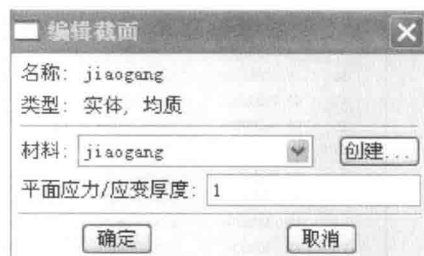 编辑截面
名称: jiaogang
类型: 实体, 均质
材料: jiaogang 创建...
平面应力/应变厚度: 1
确定 取消